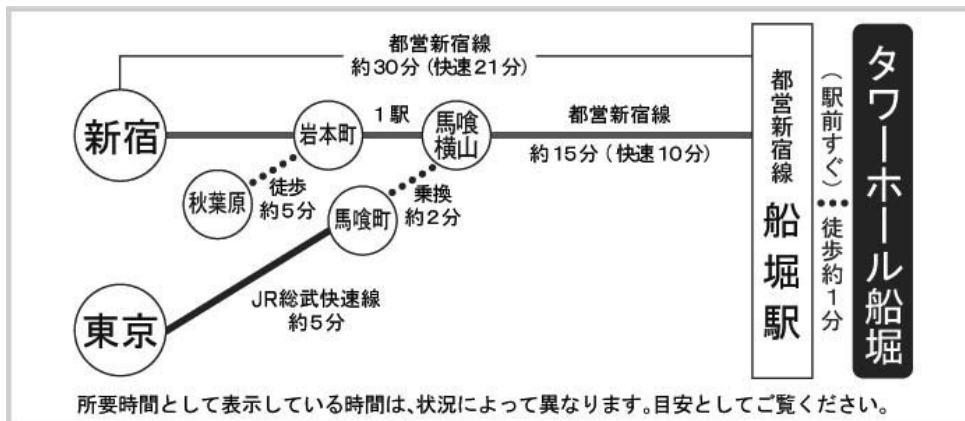 都営新宿線
約30分(快速21分)
新宿
岩本町
1駅
馬喰
横山
都営新宿線
約15分(快速10分)
秋葉原
徒歩
約5分
馬喰町
乗換
約2分
東京
JR総武快速線
約5分
都営新宿線 船堀駅
(駅前すぐ)
徒歩約1分
タワーホール船堀
所要時間として表示している時間は、状況によって異なります。目安としてご覧ください。